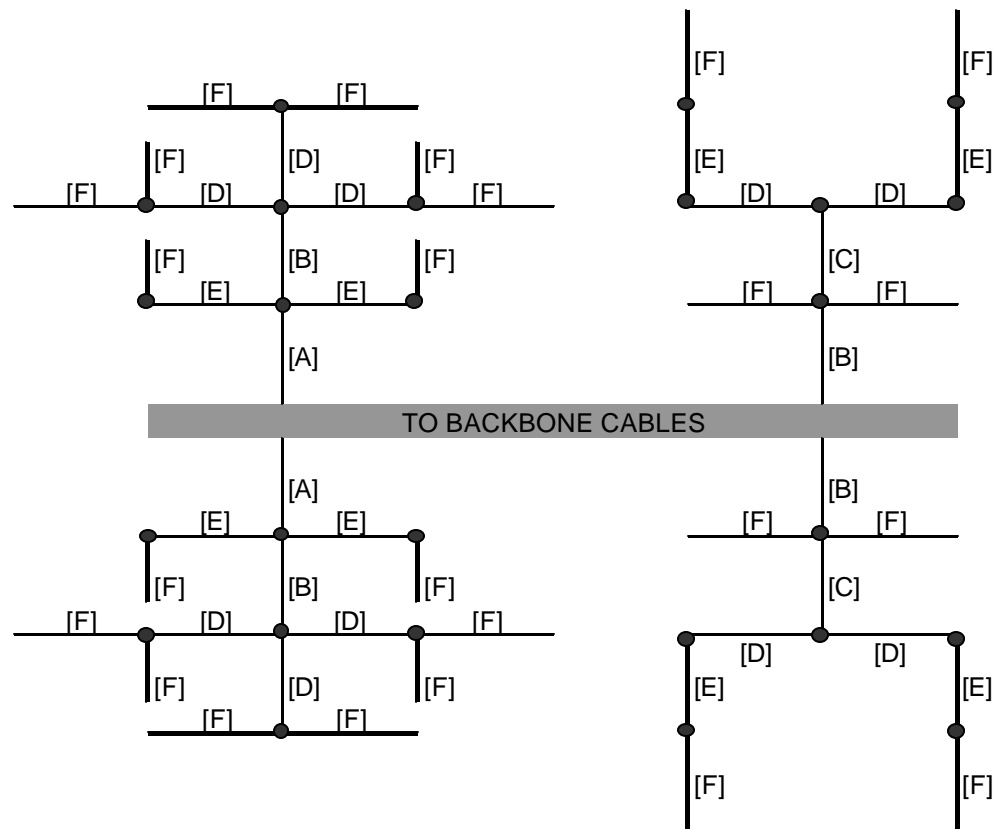 [F] [F]
[F] [F] [F] [F]
[D]
[F] [F] [E] [E]
[F] [D] [D] [F] [D] [D]
[F] [B] [F] [C]
[E] [E] [F] [F]
[A] [B]
TO BACKBONE CABLES
[A] [B]
[E] [E] [F] [F]
[F] [B] [F] [C]
[F] [D] [D] [F]
[D] [D]
[F] [D] [F] [E] [E]
[F] [F]
[F] [F]